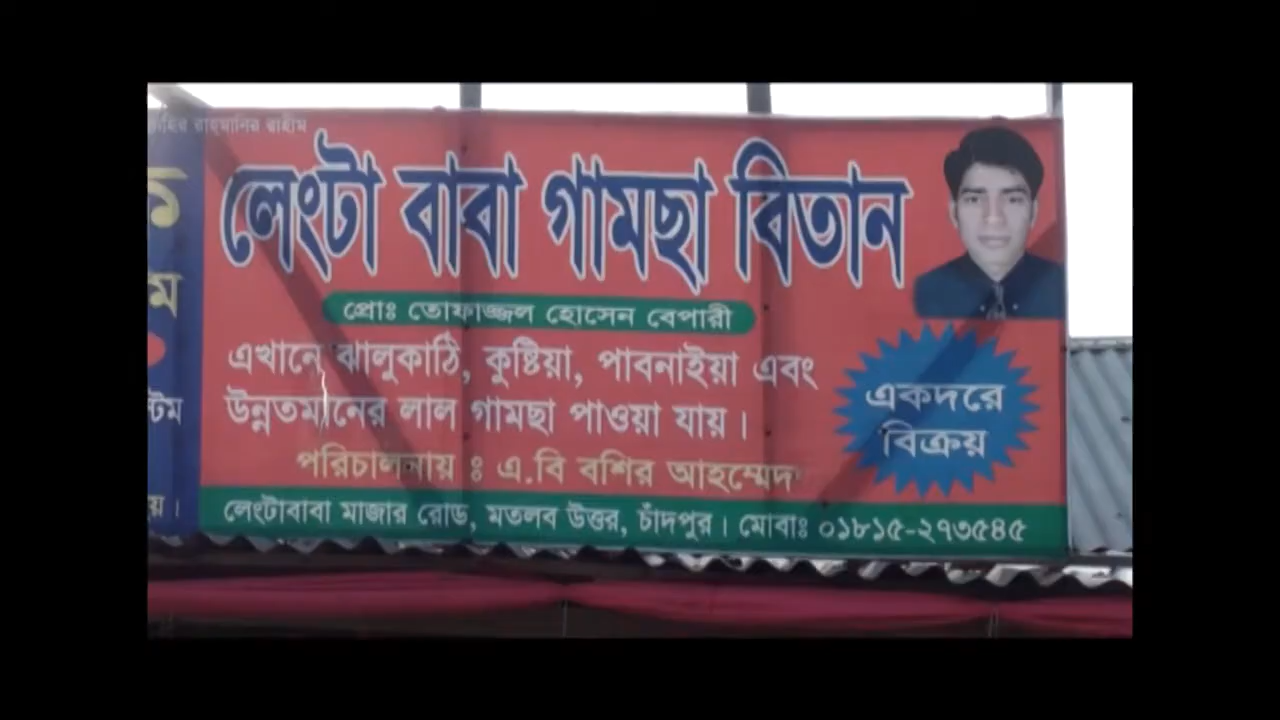 রাহমানির রাহীম
লেংটা বাবা গামছা বিতান
প্রোঃ তোফাজ্জল হোসেন বেপারী
এখানে ঝালুকাঠি, কুষ্টিয়া, পাবনাইয়া এবং
উন্নতমানের লাল গামছা পাওয়া যায়।
একদরে
বিক্রয়
পরিচালনায় ঃ এ.বি বশির আহম্মেদ
লেংটাবাবা মাজার রোড, মতলব উত্তর, চাঁদপুর। মোবাঃ ০১৮১৫-২৭৩৫৪৫